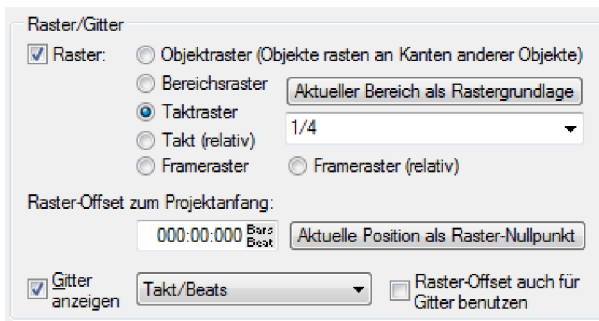 Raster/Gitter
Raster:
Objektraster (Objekte rasten an Kanten anderer Objekte)
Bereichsraster
Aktueller Bereich als Rastergrundlage
Taktraster
1/4
Takt (relativ)
Frameraster
Frameraster (relativ)
Raster-Offset zum Projektanfang:
000:00:000 Bars
Beat
Aktuelle Position als Raster-Nullpunkt
Gitter
anzeigen
Takt/Beats
Raster-Offset auch für
Gitter benutzen